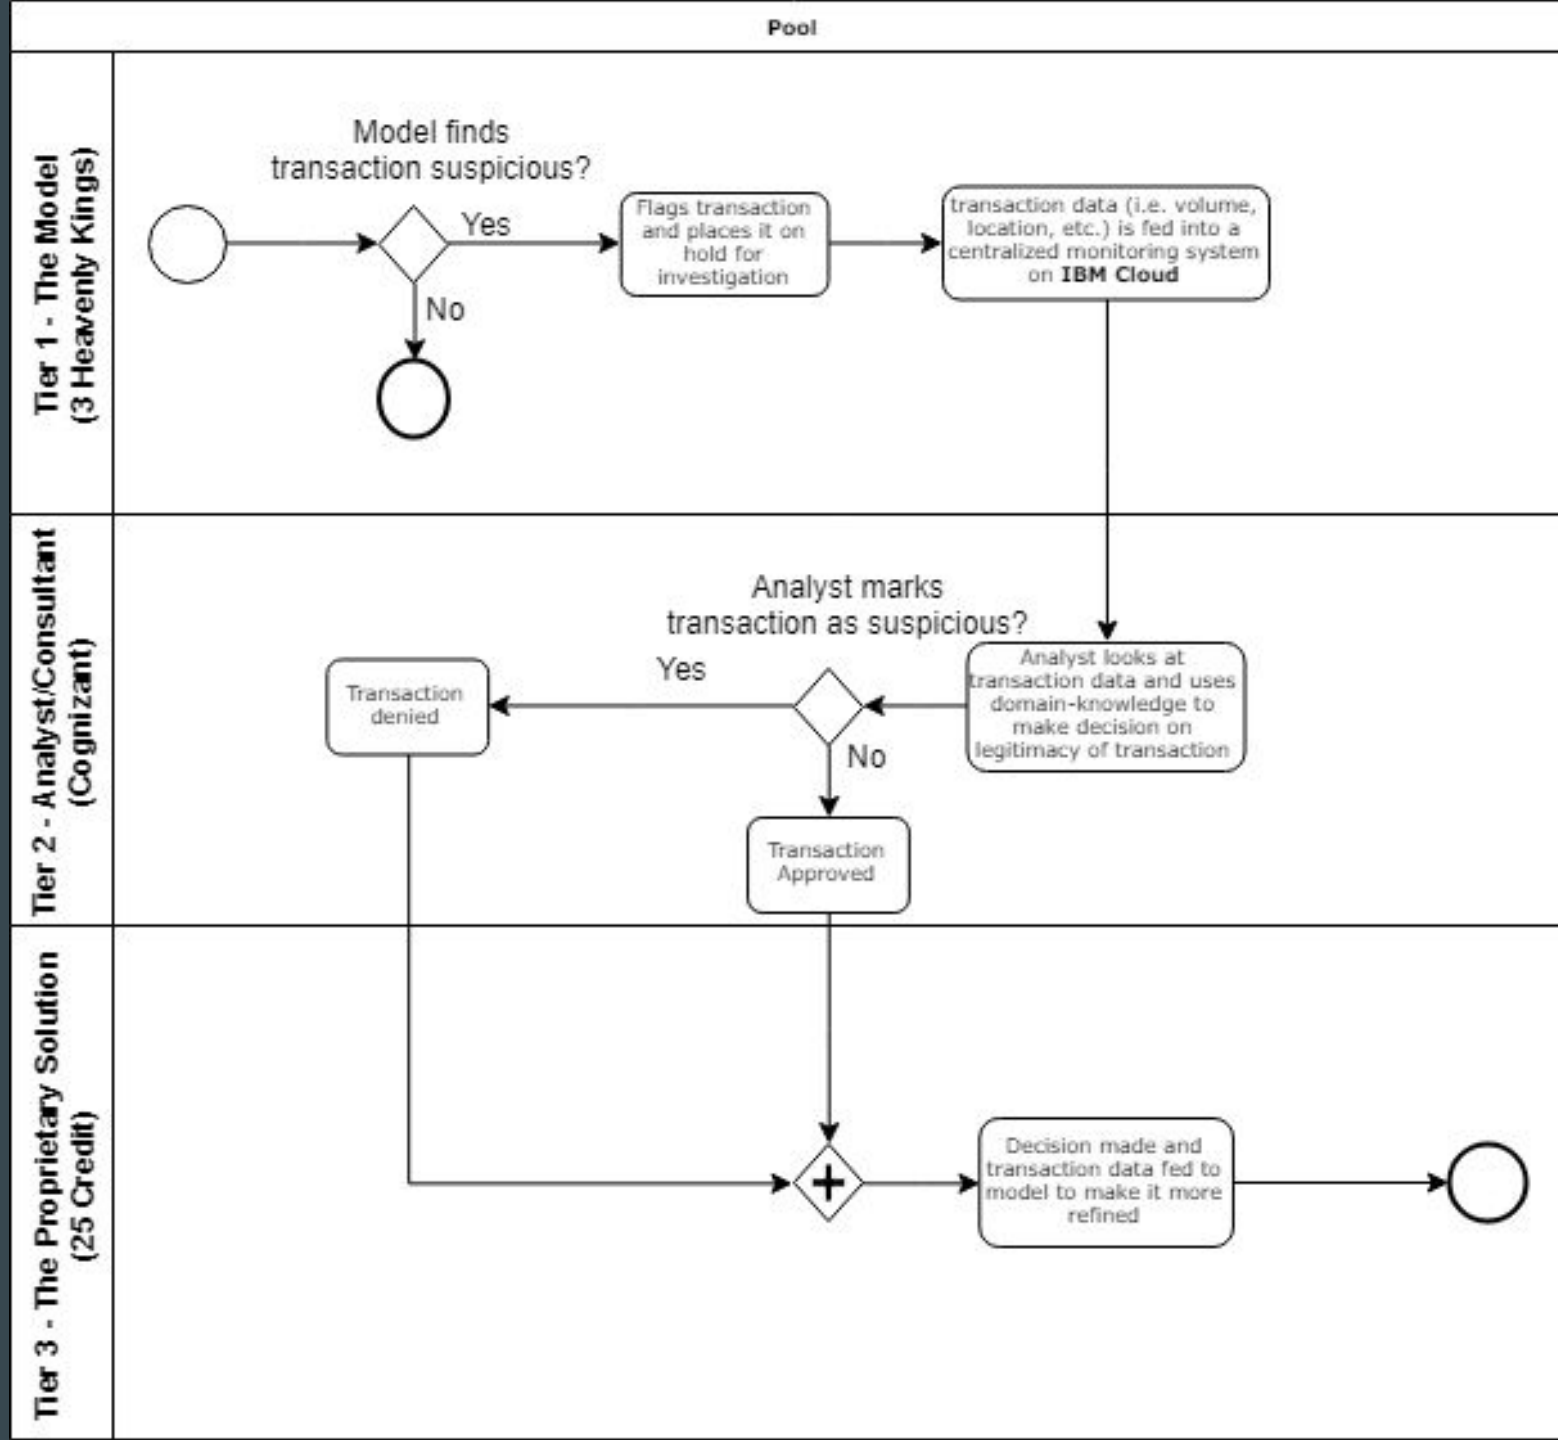 Pool
Tier 1 - The Model
(3 Heavenly Kings)
Model finds
transaction suspicious?
Yes
No
Flags transaction
and places it on
hold for
investigation
transaction data (i.e. volume,
location, etc.) is fed into a
centralized monitoring system
on IBM Cloud
Tier 2 - Analyst/Consultant
(Cognizant)
Analyst looks at
transaction data and uses
domain-knowledge to
make decision on
legitimacy of transaction
Analyst marks
transaction as suspicious?
Yes
No
Transaction
denied
Transaction
Approved
Tier 3 - The Proprietary Solution
(25 Credit)
Decision made and
transaction data fed to
model to make it more
refined